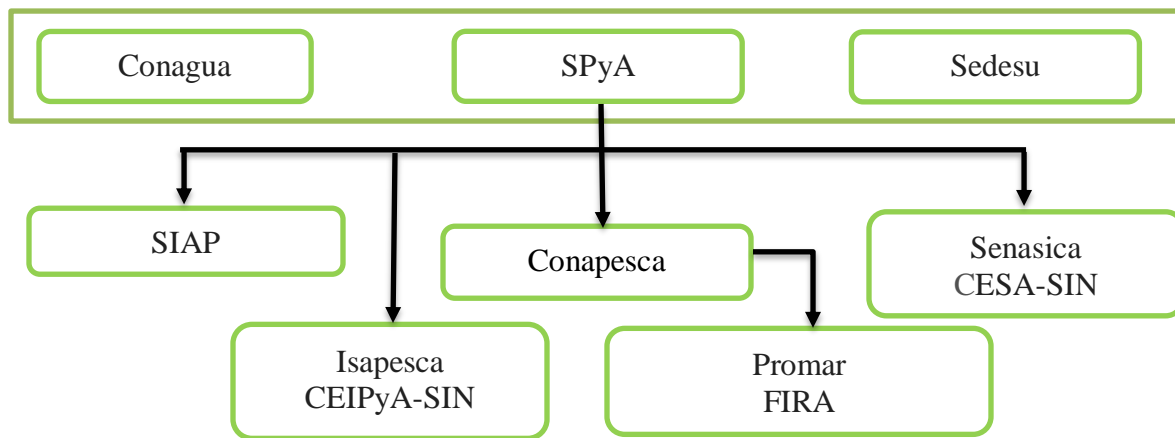 Conagua
SPyA
Sedesu
SIAP
Conapesca
Senasica
CESA-SIN
Isapesca
CEIPyA-SIN
Promar
FIRA